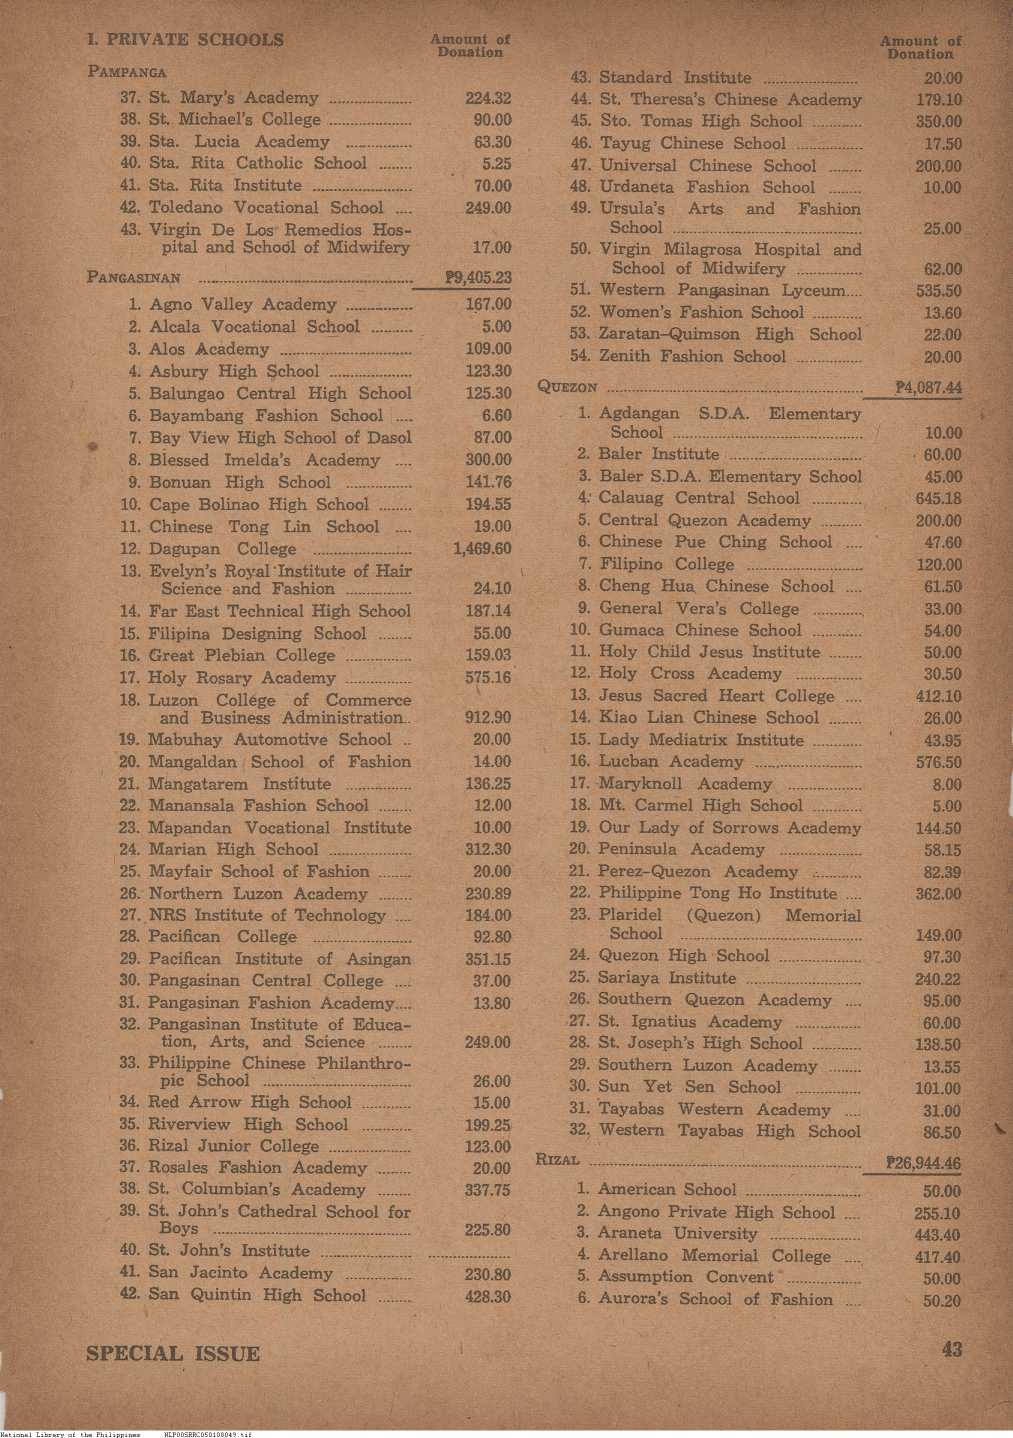 I. PRIVATE SCHOOLS Amount of Donation
PAMPANGA
37. St. Mary's Academy .................... 224.32
38. St. Michael's College .................... 90.00
39. Sta. Lucia Academy ................ 63.30
40. Sta. Rita Catholic School ........ 5.25
41. Sta. Rita Institute ........................ 70.00
42. Toledano Vocational School .... 249.00
43. Virgin De Los Remedios Hos-
pital and School of Midwifery 17.00
PANGASINAN .................................................... ₱9,405.23
1. Agno Valley Academy ................ 167.00
2. Alcala Vocational School .......... 5.00
3. Alos Academy ................................ 109.00
4. Asbury High School .................... 123.30
5. Balungao Central High School 125.30
6. Bayambang Fashion School .... 6.60
7. Bay View High School of Dasol 87.00
8. Blessed Imelda's Academy .... 300.00
9. Bonuan High School ................ 141.76
10. Cape Bolinao High School ........ 194.55
11. Chinese Tong Lin School .... 19.00
12. Dagupan College ........................ 1,469.60
13. Evelyn's Royal Institute of Hair
Science and Fashion ................ 24.10
14. Far East Technical High School 187.14
15. Filipina Designing School ........ 55.00
16. Great Plebian College ................ 159.03
17. Holy Rosary Academy ................ 575.16
18. Luzon College of Commerce
and Business Administration.. 912.90
19. Mabuhay Automotive School .. 20.00
20. Mangaldan School of Fashion 14.00
21. Mangatarem Institute ................ 136.25
22. Manansala Fashion School ........ 12.00
23. Mapandan Vocational Institute 10.00
24. Marian High School .................... 312.30
25. Mayfair School of Fashion ........ 20.00
26. Northern Luzon Academy ........ 230.89
27. NRS Institute of Technology .... 184.00
28. Pacifican College ........................ 92.80
29. Pacifican Institute of Asingan 351.15
30. Pangasinan Central College .... 37.00
31. Pangasinan Fashion Academy.... 13.80
32. Pangasinan Institute of Educa-
tion, Arts, and Science ........ 249.00
33. Philippine Chinese Philanthro-
pic School .................................... 26.00
34. Red Arrow High School ............ 15.00
35. Riverview High School ............ 199.25
36. Rizal Junior College .................... 123.00
37. Rosales Fashion Academy ........ 20.00
38. St. Columbian's Academy ........ 337.75
39. St. John's Cathedral School for
Boys ................................................ 225.80
40. St. John's Institute ...................... ....................
41. San Jacinto Academy ................ 230.80
42. San Quintin High School ........ 428.30
Amount of Donation
43. Standard Institute ........................ 20.00
44. St. Theresa's Chinese Academy 179.10
45. Sto. Tomas High School ............ 350.00
46. Tayug Chinese School ................ 17.50
47. Universal Chinese School ........ 200.00
48. Urdaneta Fashion School ........ 10.00
49. Ursula's Arts and Fashion
School .............................................. 25.00
50. Virgin Milagrosa Hospital and
School of Midwifery ................ 62.00
51. Western Pangasinan Lyceum.... 535.50
52. Women's Fashion School ............ 13.60
53. Zaratan–Quimson High School 22.00
54. Zenith Fashion School ................ 20.00
QUEZON ................................................................ ₱4,087.44
1. Agdangan S.D.A. Elementary
School .............................................. 10.00
2. Baler Institute ................................ 60.00
3. Baler S.D.A. Elementary School 45.00
4. Calauag Central School ............ 645.18
5. Central Quezon Academy .......... 200.00
6. Chinese Pue Ching School .... 47.60
7. Filipino College ............................ 120.00
8. Cheng Hua Chinese School .... 61.50
9. General Vera's College ............ 33.00
10. Gumaca Chinese School ............ 54.00
11. Holy Child Jesus Institute ........ 50.00
12. Holy Cross Academy ................ 30.50
13. Jesus Sacred Heart College .... 412.10
14. Kiao Lian Chinese School ........ 26.00
15. Lady Mediatrix Institute ............ 43.95
16. Lucban Academy .......................... 576.50
17. Maryknoll Academy .................. 8.00
18. Mt. Carmel High School ............ 5.00
19. Our Lady of Sorrows Academy 144.50
20. Peninsula Academy .................... 58.15
21. Perez-Quezon Academy ............ 82.39
22. Philippine Tong Ho Institute .... 362.00
23. Plaridel (Quezon) Memorial
School ............................................ 149.00
24. Quezon High School .................... 97.30
25. Sariaya Institute ............................ 240.22
26. Southern Quezon Academy .... 95.00
27. St. Ignatius Academy ................ 60.00
28. St. Joseph's High School ............ 138.50
29. Southern Luzon Academy ........ 13.55
30. Sun Yet Sen School ................ 101.00
31. Tayabas Western Academy .... 31.00
32. Western Tayabas High School 86.50
RIZAL .................................................................. ₱26,944.46
1. American School ............................ 50.00
2. Angono Private High School .... 255.10
3. Araneta University ...................... 443.40
4. Arellano Memorial College .... 417.40
5. Assumption Convent .................. 50.00
6. Aurora's School of Fashion .... 50.20
SPECIAL ISSUE 43
National Library of the Philippines NLP00SRRC050108049.tif